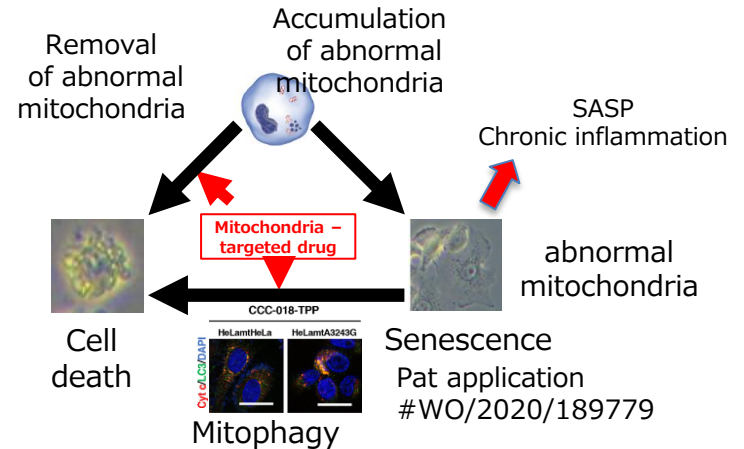 Removal
of abnormal
mitochondria
Accumulation
of abnormal
mitochondria
SASP
Chronic inflammation
Mitochondria –
targeted drug
abnormal
mitochondria
Cell
death
CCC-018-TPP
HeLamtHeLa
HeLamtA3243G
Cyt c/LC3/DAPI
Mitophagy
Senescence
Pat application
#WO/2020/189779